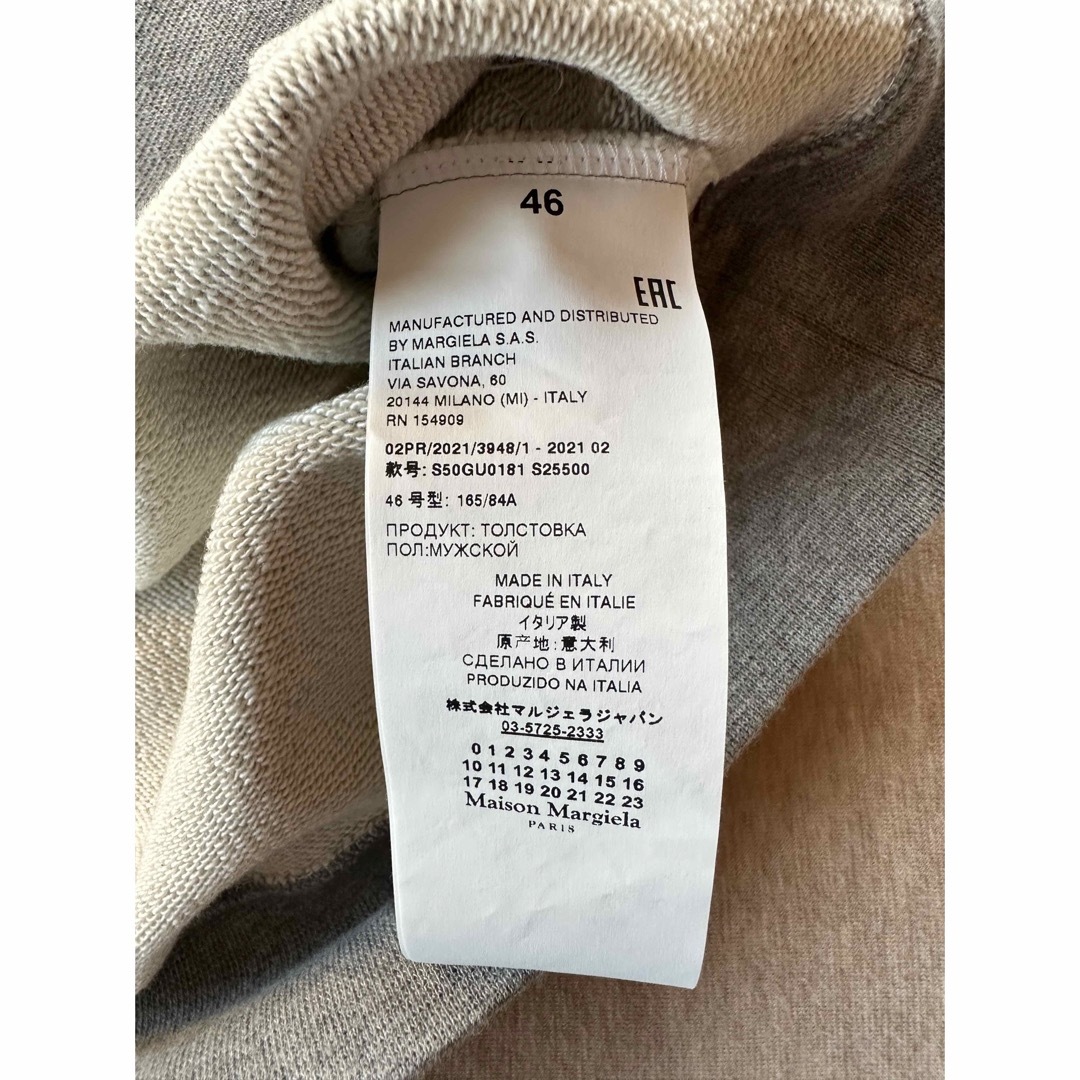 46
EAC
MANUFACTURED AND DISTRIBUTED
BY MARGIELA S.A.S.
ITALIAN BRANCH
VIA SAVONA, 60
20144 MILANO (MI) - ITALY
RN 154909
02PR/2021/3948/1 - 2021 02
款号: S50GU0181 S25500
46 号型: 165/84A
ПРОДУКТ: ТОЛСТОВКА
ПОЛ:МУЖСКОЙ
MADE IN ITALY
FABRIQUÉ EN ITALIE
イタリア製
原产地:意大利
СДЕЛАНО В ИТАЛИИ
PRODUZIDO NA ITALIA
株式会社マルジェラジャパン
03-5725-2333
0 1 2 3 4 5 6 7 8 9
10 11 12 13 14 15 16
17 18 19 20 21 22 23
Maison Margiela
PARIS